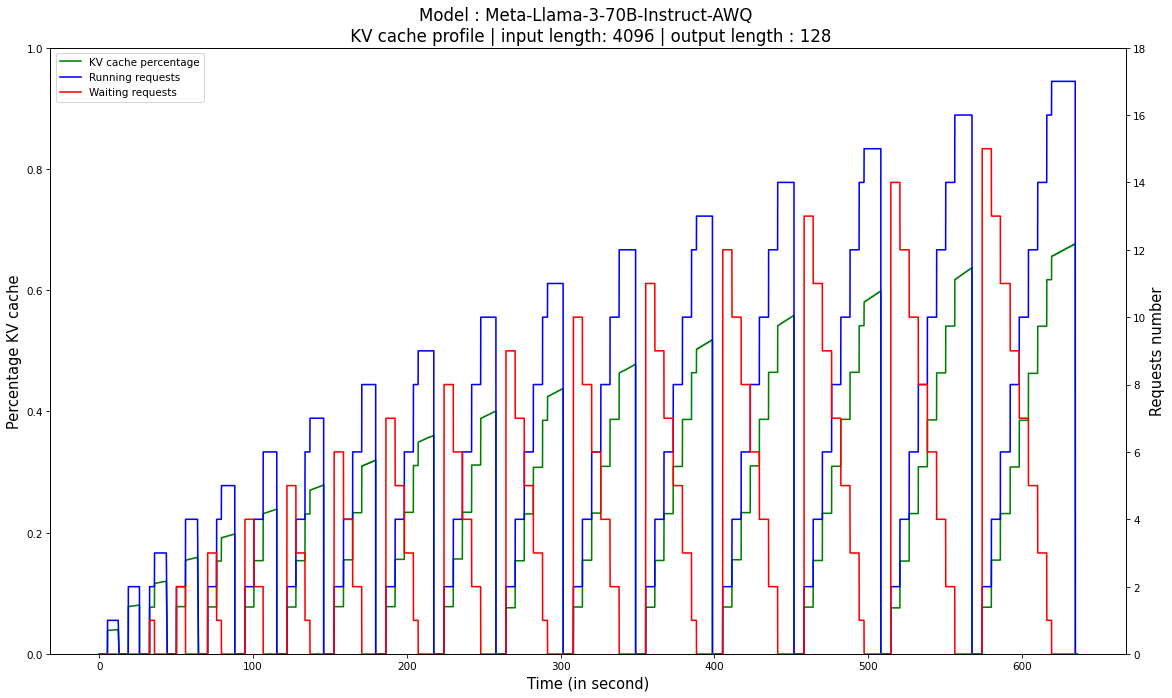 Model : Meta-Llama-3-70B-Instruct-AWQ
KV cache profile | input length: 4096 | output length : 128
KV cache percentage
Running requests
Waiting requests
Percentage KV cache
1.0
0.8
0.6
0.4
0.2
0.0
18
16
14
12
10
8
6
4
2
0
Requests number
0
100
200
300
400
500
600
Time (in second)